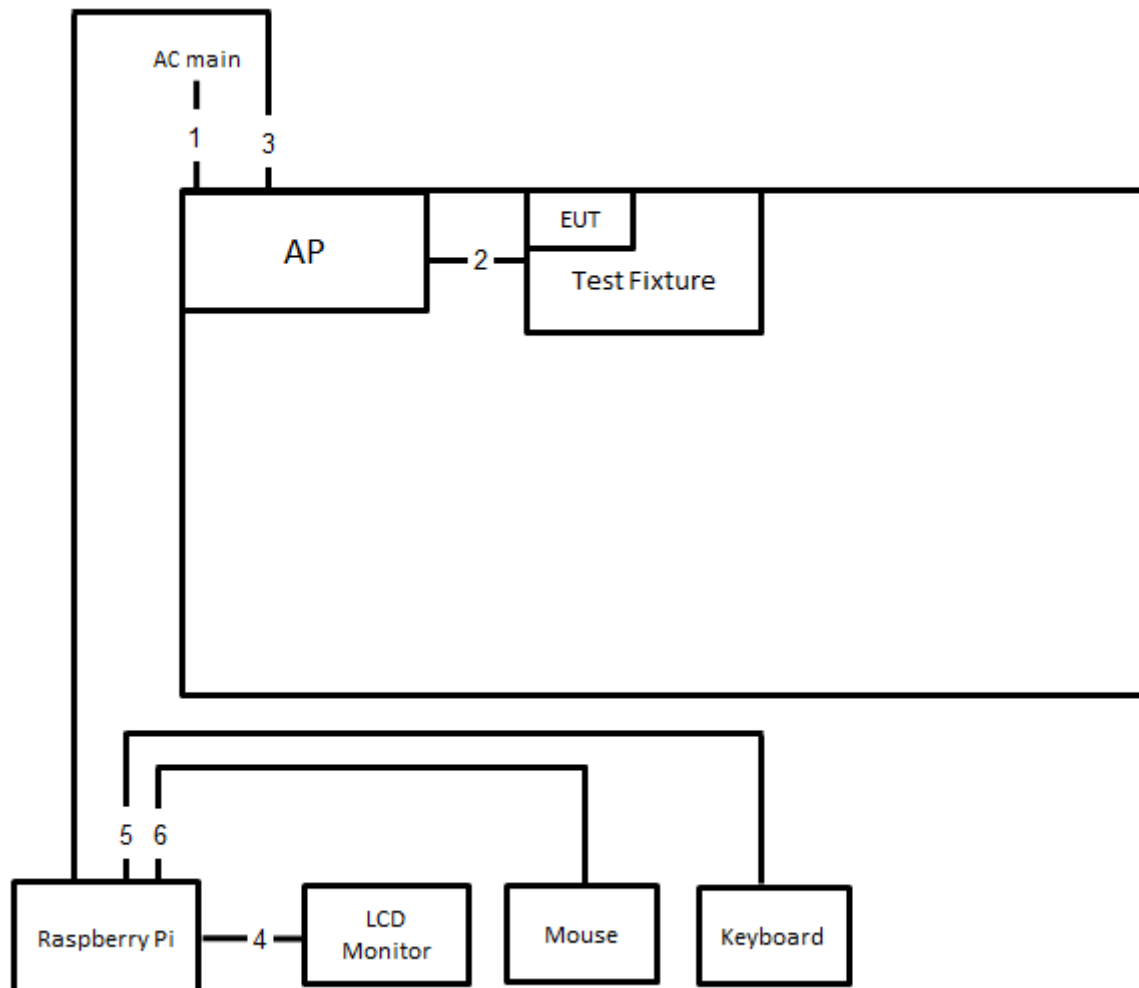 AC main
1
3
AP
2
EUT
Test Fixture
5
6
Raspberry Pi
4
LCD
Monitor
Mouse
Keyboard